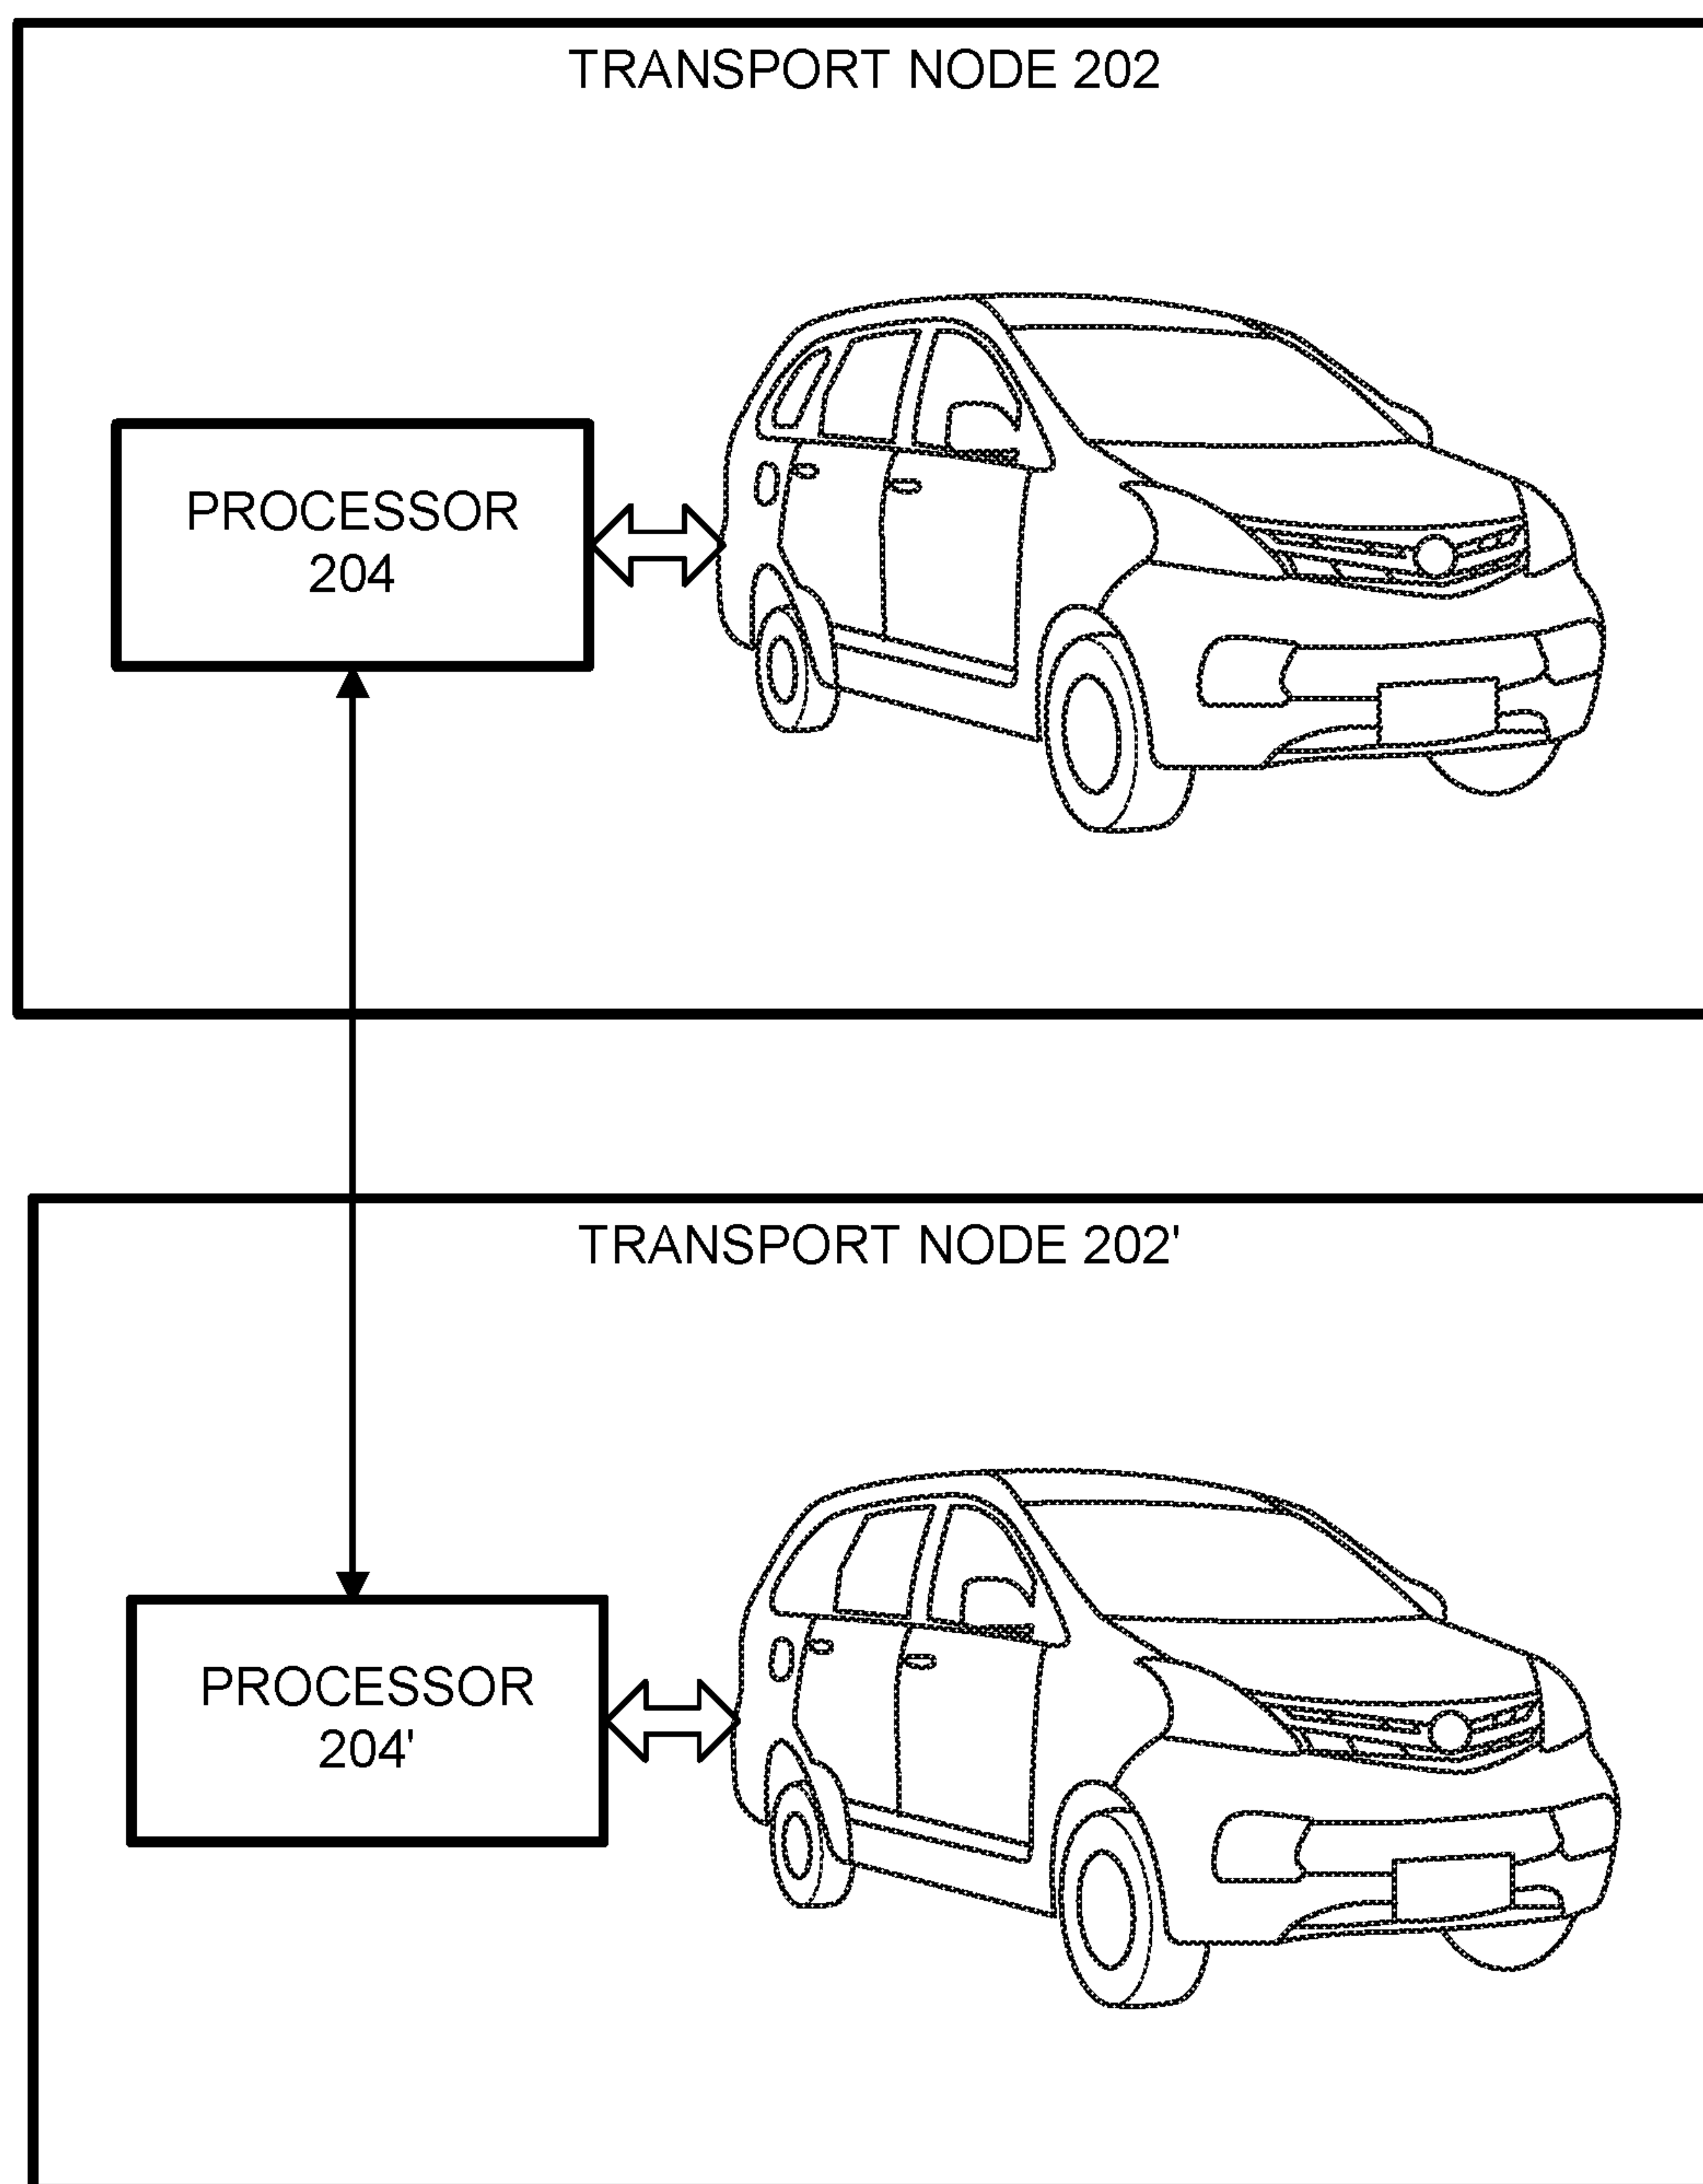 TRANSPORT NODE 202
PROCESSOR
204
TRANSPORT NODE 202'
PROCESSOR
204'